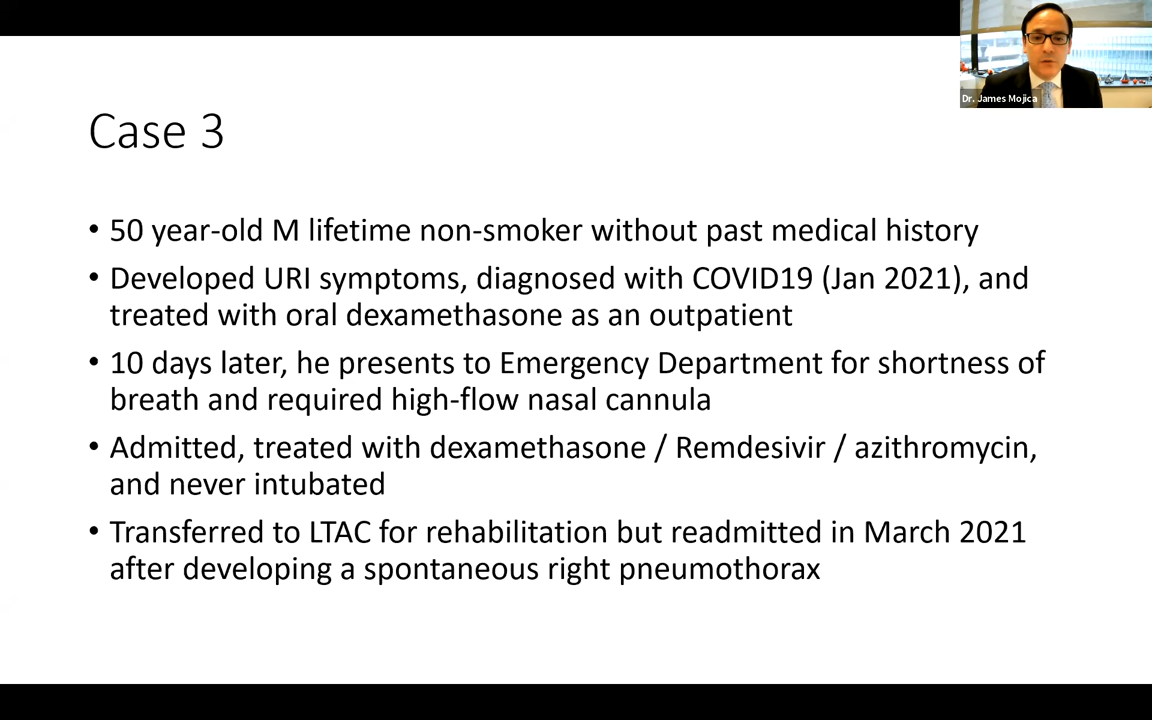 Dr. James Mojica
Case 3
• 50 year-old M lifetime non-smoker without past medical history
• Developed URI symptoms, diagnosed with COVID19 (Jan 2021), and
treated with oral dexamethasone as an outpatient
• 10 days later, he presents to Emergency Department for shortness of
breath and required high-flow nasal cannula
• Admitted, treated with dexamethasone / Remdesivir / azithromycin,
and never intubated
• Transferred to LTAC for rehabilitation but readmitted in March 2021
after developing a spontaneous right pneumothorax